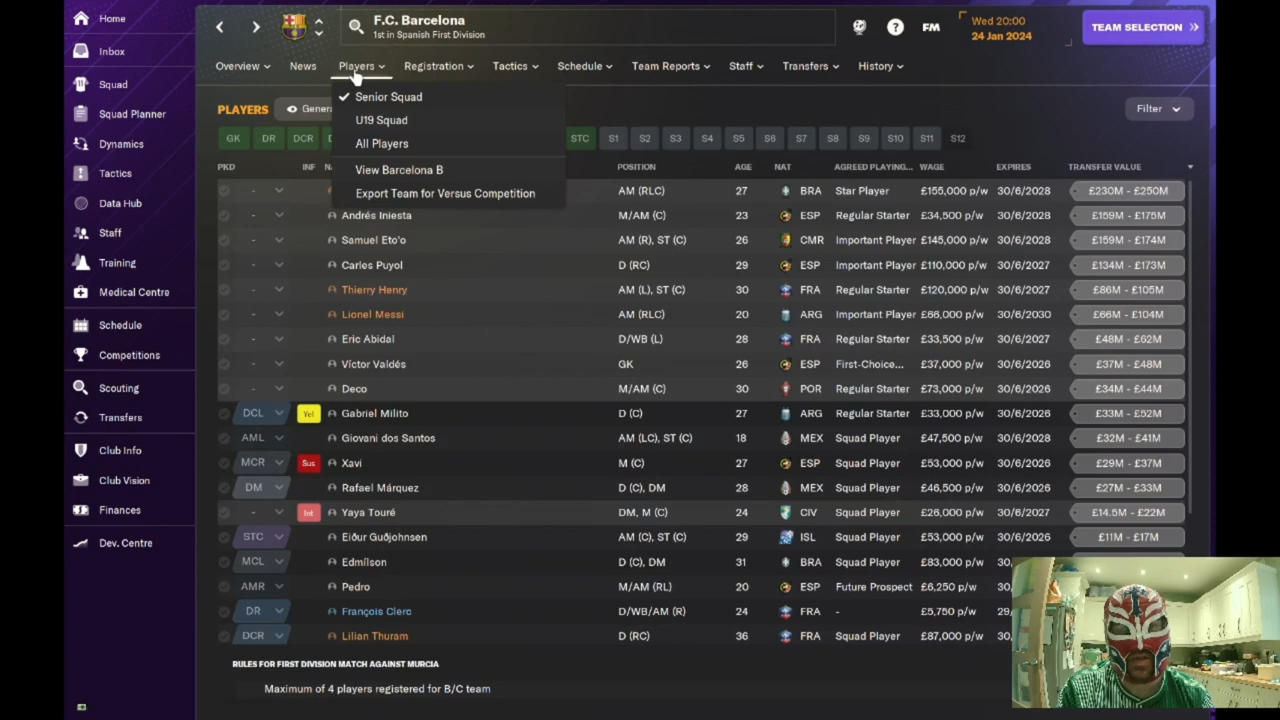 Home
Inbox
Squad
Squad Planner
Dynamics
Tactics
Data Hub
Staff
Training
Medical Centre
Schedule
Competitions
Scouting
Transfers
Club Info
Club Vision
Finances
Dev. Centre
F.C. Barcelona
1st in Spanish First Division
? FM
Wed 20:00
24 Jan 2024
TEAM SELECTION
Overview News Players Registration Tactics Schedule Team Reports Staff Transfers History
Senior Squad
U19 Squad
All Players
View Barcelona B
Export Team for Versus Competition
PLAYERS Filter
GK DR DCR STC S1 S2 S3 S4 S5 S6 S7 S8 S9 S10 S11 S12
PKD INF POSITION AGE NAT AGREED PLAYING... WAGE EXPIRES TRANSFER VALUE
- AM (RLC) 27 BRA Star Player £155,000 p/w 30/6/2028 £230M - £250M
- Andrés Iniesta M/AM (C) 23 ESP Regular Starter £34,500 p/w 30/6/2028 £159M - £175M
- Samuel Eto'o AM (R), ST (C) 26 CMR Important Player £145,000 p/w 30/6/2028 £159M - £174M
- Carles Puyol D (RC) 29 ESP Important Player £110,000 p/w 30/6/2027 £134M - £173M
- Thierry Henry AM (L), ST (C) 30 FRA Regular Starter £120,000 p/w 30/6/2027 £86M - £105M
- Lionel Messi AM (RLC) 20 ARG Important Player £66,000 p/w 30/6/2030 £66M - £104M
- Eric Abidal D/WB (L) 28 FRA Regular Starter £33,500 p/w 30/6/2027 £48M - £62M
- Víctor Valdés GK 26 ESP First-Choice... £37,000 p/w 30/6/2026 £37M - £48M
- Deco M/AM (C) 30 POR Regular Starter £73,000 p/w 30/6/2026 £34M - £44M
DCL Yel Gabriel Milito D (C) 27 ARG Regular Starter £33,000 p/w 30/6/2026 £33M - £52M
AML Giovani dos Santos AM (LC), ST (C) 18 MEX Squad Player £47,500 p/w 30/6/2028 £32M - £41M
MCR Sus Xavi M (C) 27 ESP Squad Player £53,000 p/w 30/6/2026 £29M - £37M
DM Rafael Márquez D (C), DM 28 MEX Squad Player £46,500 p/w 30/6/2026 £27M - £33M
- Int Yaya Touré DM, M (C) 24 CIV Squad Player £26,000 p/w 30/6/2027 £14.5M - £22M
STC Eiður Guðjohnsen AM (C), ST (C) 29 ISL Squad Player £53,000 p/w 30/6/2026 £11M - £17M
MCL Edmílson D (C), DM 31 BRA Squad Player £83,000 p/w
AMR Pedro M/AM (RL) 20 ESP Future Prospect £6,250 p/w
DR François Clerc D/WB/AM (R) 24 FRA - £5,750 p/w
DCR Lilian Thuram D (RC) 36 FRA Squad Player £87,000 p/w
RULES FOR FIRST DIVISION MATCH AGAINST MURCIA
Maximum of 4 players registered for B/C team